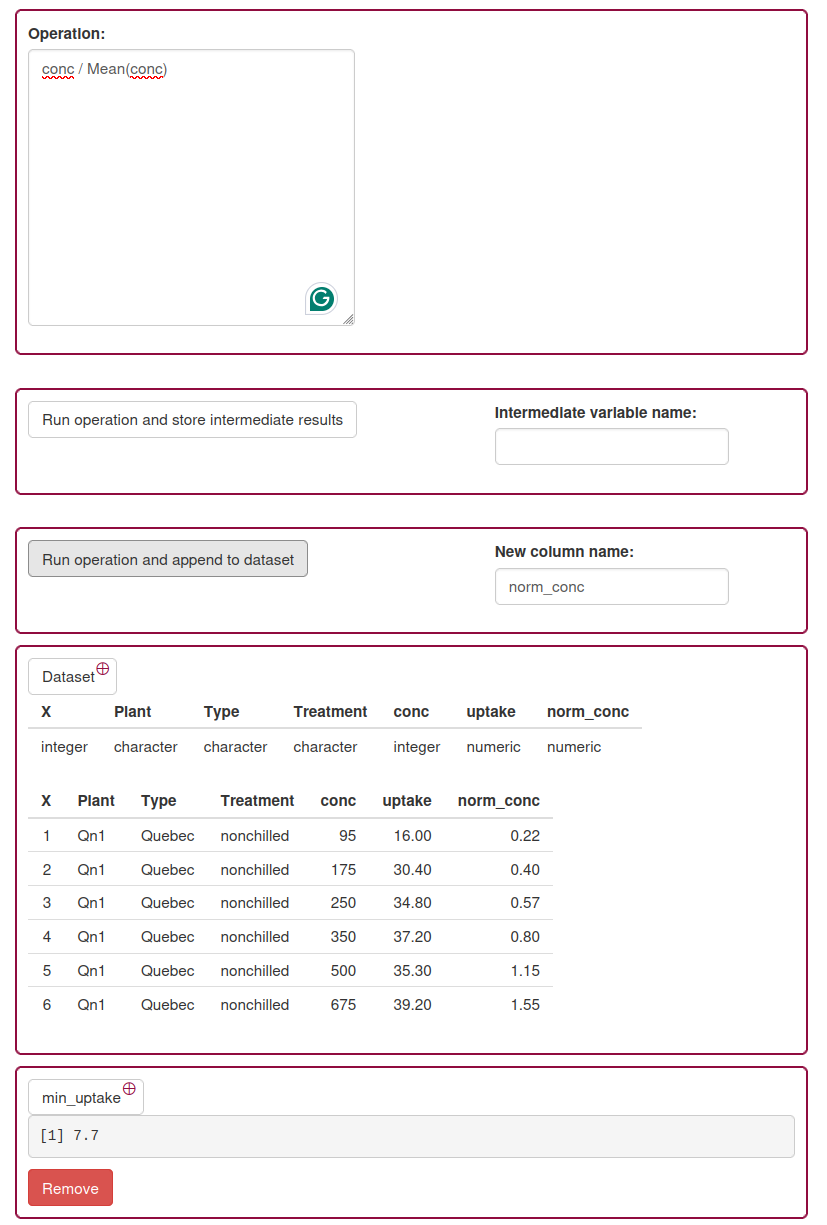 Operation:
conc / Mean(conc)
G
Run operation and store intermediate results
Intermediate variable name:
Run operation and append to dataset
New column name:
norm_conc
Dataset
X Plant Type Treatment conc uptake norm_conc
integer character character character integer numeric numeric
X Plant Type Treatment conc uptake norm_conc
1 Qn1 Quebec nonchilled 95 16.00 0.22
2 Qn1 Quebec nonchilled 175 30.40 0.40
3 Qn1 Quebec nonchilled 250 34.80 0.57
4 Qn1 Quebec nonchilled 350 37.20 0.80
5 Qn1 Quebec nonchilled 500 35.30 1.15
6 Qn1 Quebec nonchilled 675 39.20 1.55
min_uptake
[1] 7.7
Remove